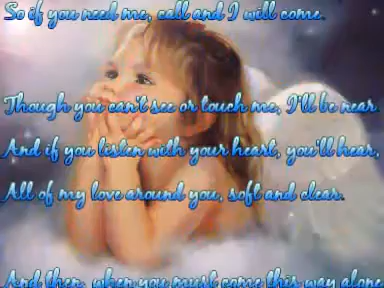 So if you need me, call and I will come.
Though you can't see or touch me, I'll be near.
And if you listen with your heart, you'll hear,
All of my love around you, soft and clear.
And then, when you must come this way alone